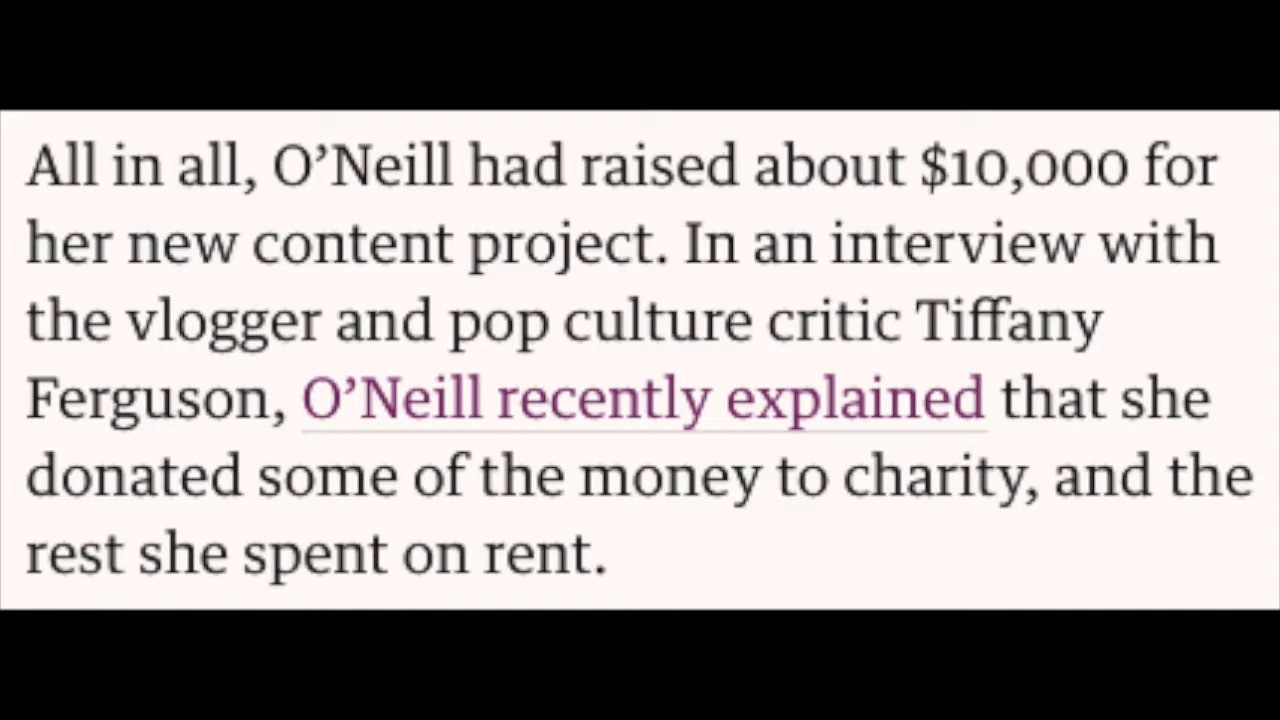 All in all, O’Neill had raised about $10,000 for
her new content project. In an interview with
the vlogger and pop culture critic Tiffany
Ferguson, O’Neill recently explained that she
donated some of the money to charity, and the
rest she spent on rent.